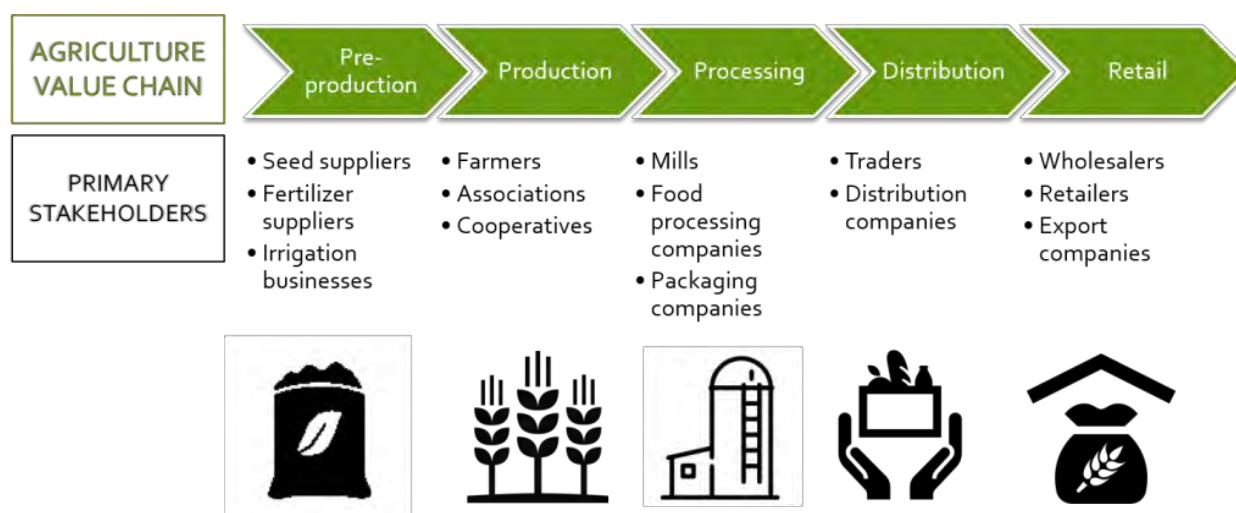 AGRICULTURE
VALUE CHAIN
Pre-
production
Production
Processing
Distribution
Retail
PRIMARY
STAKEHOLDERS
• Seed suppliers
• Fertilizer
suppliers
• Irrigation
businesses
• Farmers
• Associations
• Cooperatives
• Mills
• Food
processing
companies
• Packaging
companies
• Traders
• Distribution
companies
• Wholesalers
• Retailers
• Export
companies